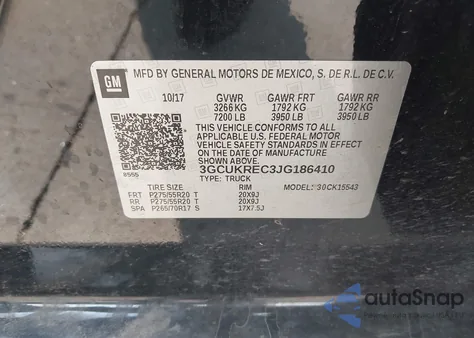 GM
MFD BY GENERAL MOTORS DE MEXICO, S. DE R.L. DE C.V.
10/17 GVWR GAWR FRT GAWR RR
3266 KG 1792 KG 1792 KG
7200 LB 3950 LB 3950 LB
THIS VEHICLE CONFORMS TO ALL
APPLICABLE U.S. FEDERAL MOTOR
VEHICLE SAFETY STANDARDS IN EFFECT
ON THE DATE OF MANUFACTURE SHOWN ABOVE.
3GCUKREC3JG186410
TYPE: TRUCK
TIRE SIZE RIM MODEL: 30CK15543
FRT P275/55R20 T 20X9J
RR P275/55R20 T 20X9J
SPA P265/70R17 S 17X7.5J
autoSnap